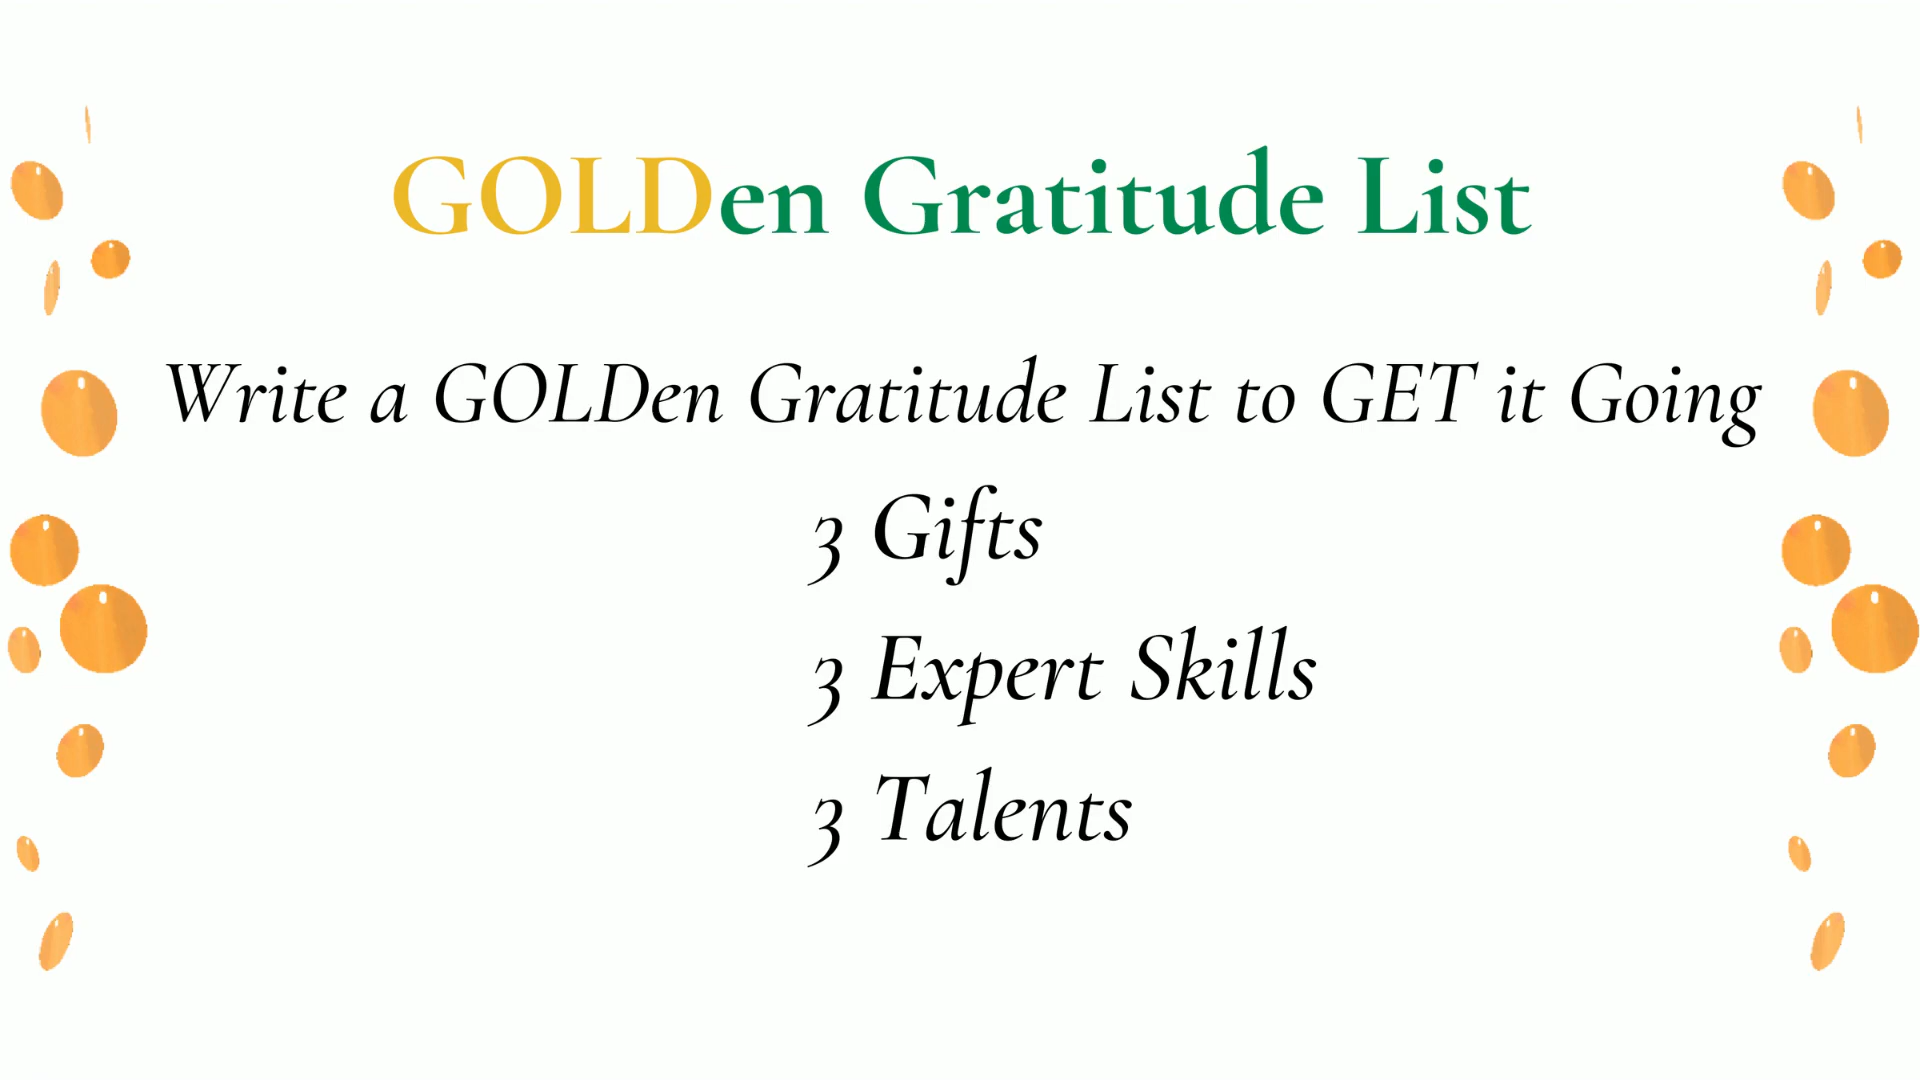 GOLDen Gratitude List
Write a GOLDen Gratitude List to GET it Going
3 Gifts
3 Expert Skills
3 Talents